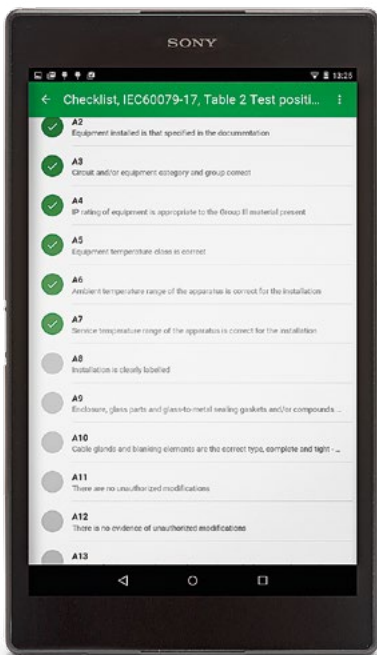 SONY
13:25
Checklist, IEC60079-17, Table 2 Test positi...
A2
Equipment installed is that specified in the documentation
A3
Circuit and/or equipment category and group correct
A4
IP rating of equipment is appropriate to the Group III material present
A5
Equipment temperature class is correct
A6
Ambient temperature range of the apparatus is correct for the installation
A7
Service temperature range of the apparatus is correct for the installation
A8
Installation is clearly labelled
A9
Enclosure, glass parts and glass-to-metal sealing gaskets and/or compounds ...
A10
Cable glands and blanking elements are the correct type, complete and tight - ...
A11
There are no unauthorized modifications
A12
There is no evidence of unauthorized modifications
A13